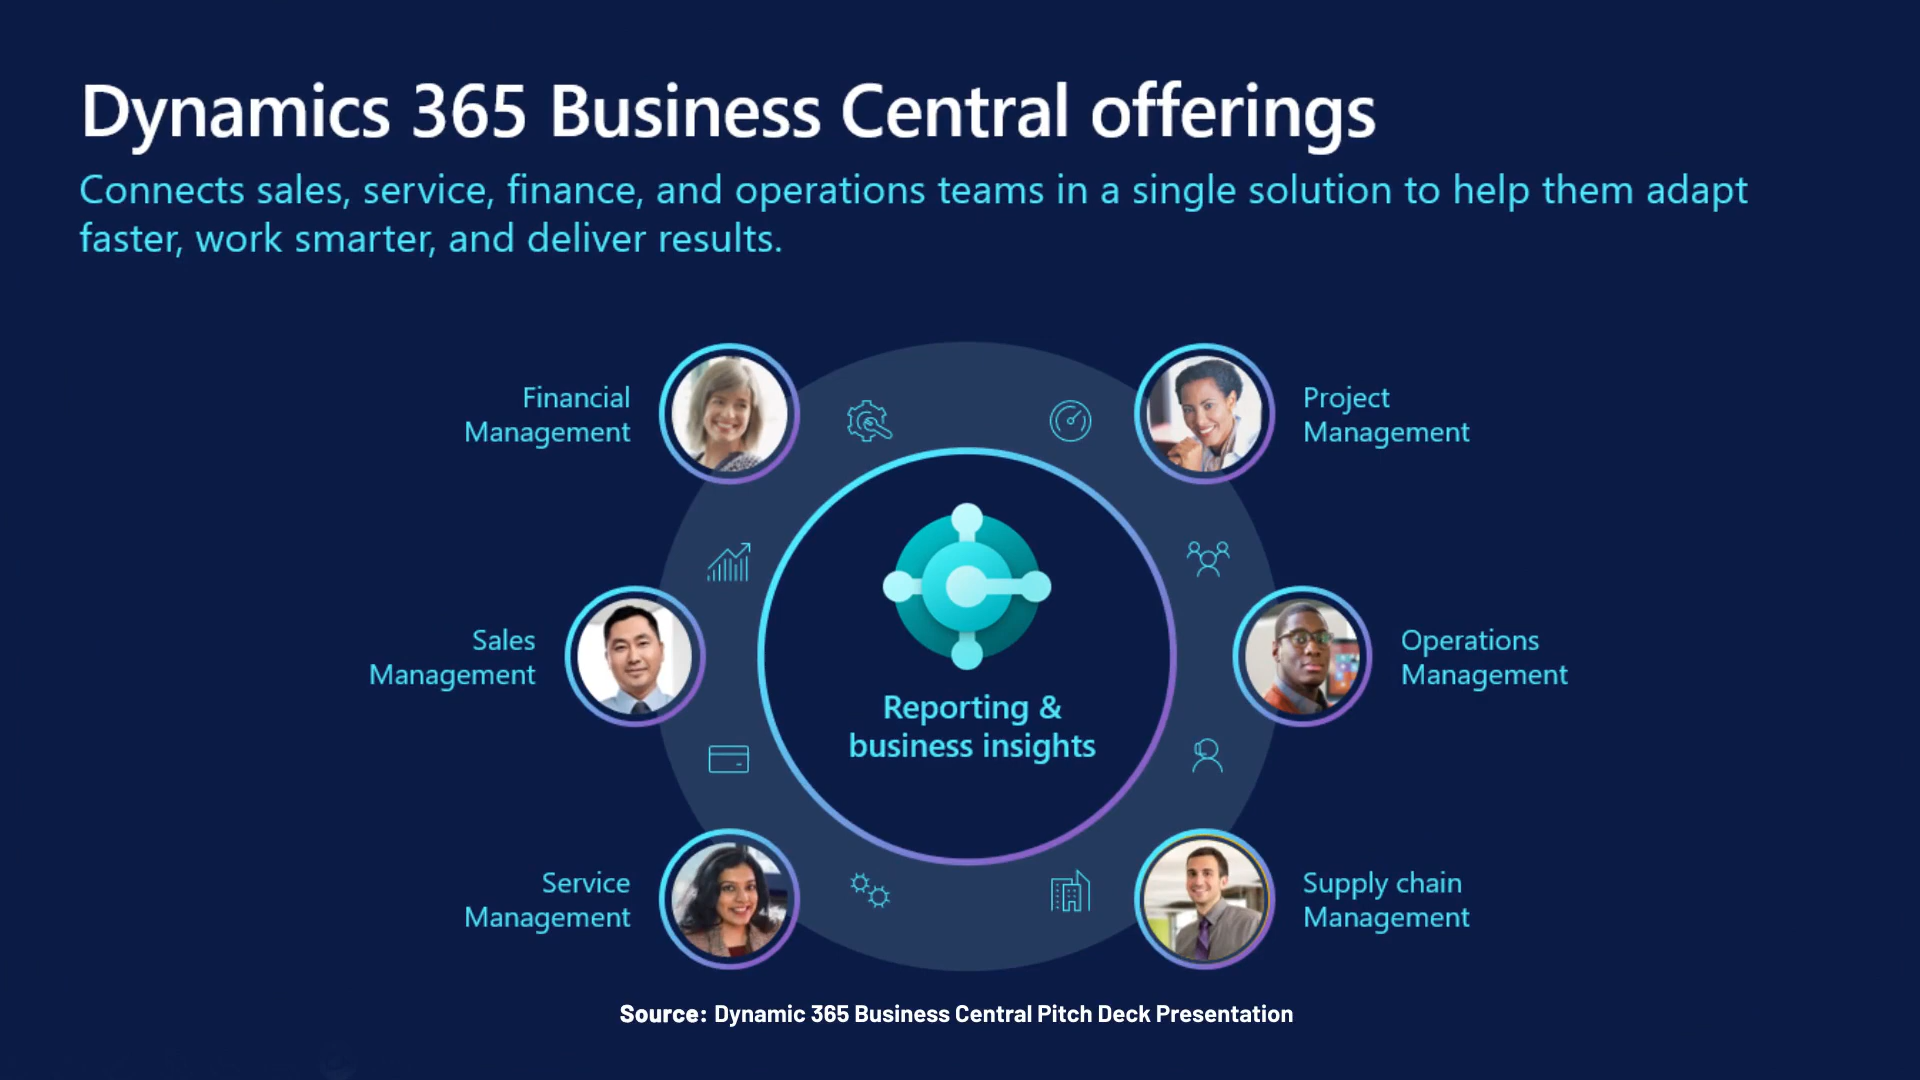 Dynamics 365 Business Central offerings
Connects sales, service, finance, and operations teams in a single solution to help them adapt
faster, work smarter, and deliver results.
Financial
Management
Project
Management
Sales
Management
Reporting &
business insights
Operations
Management
Service
Management
Supply chain
Management
Source: Dynamic 365 Business Central Pitch Deck Presentation